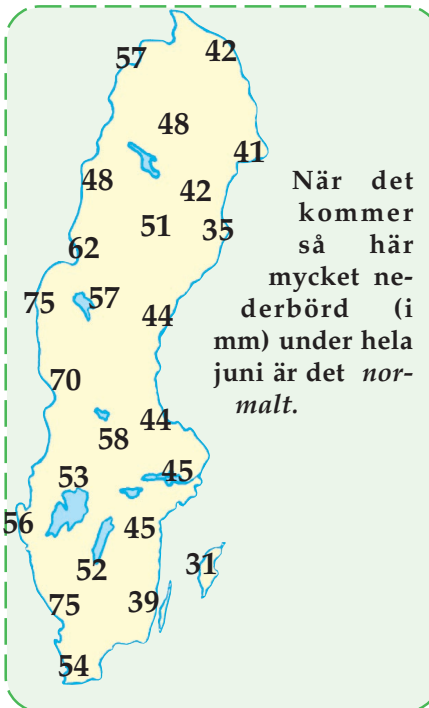 57 42
48
41
48 42
51 35
62
75 57
44
70
44
58
45
53
56 45
52 31
75 39
54
När det
kommer
så här
mycket ne-
derbörd (i
mm) under hela
juni är det nor-
malt.